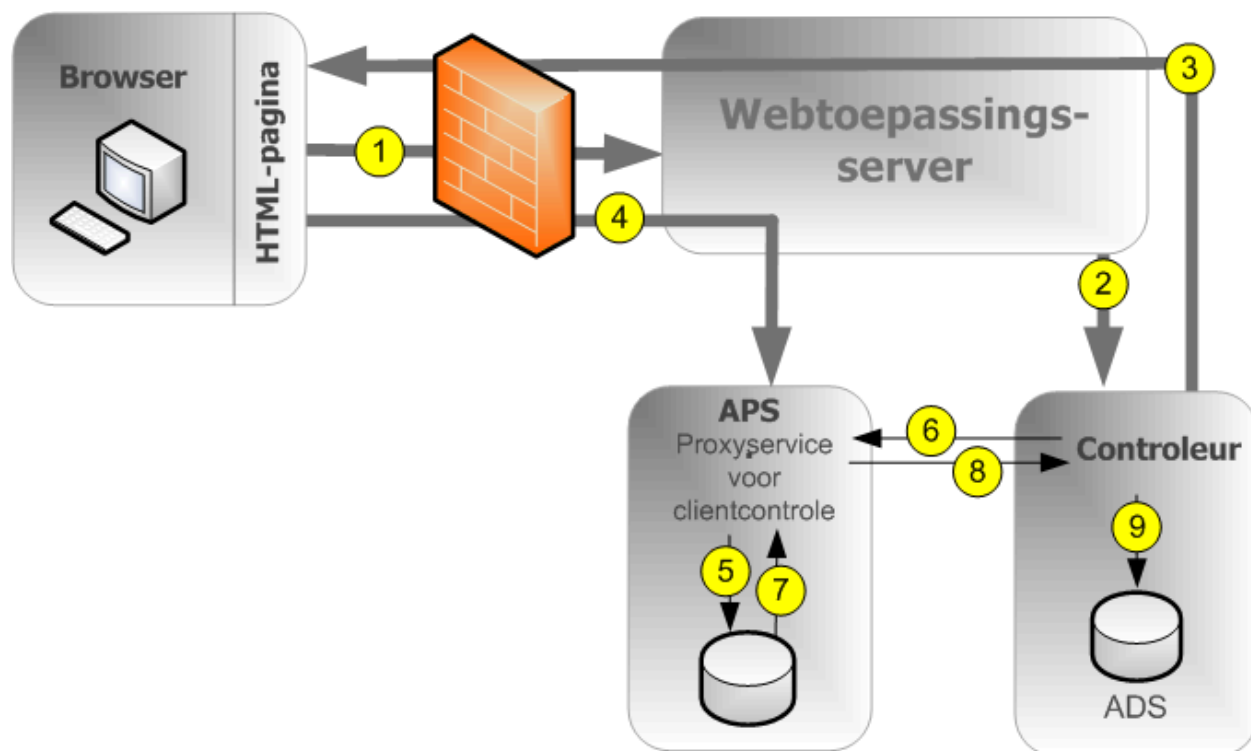 Browser
HTML-pagina
1
4
Webtoepassings-
server
3
2
APS
Proxyservice
voor
clientcontrole
5
7
6
8
Controleur
9
ADS